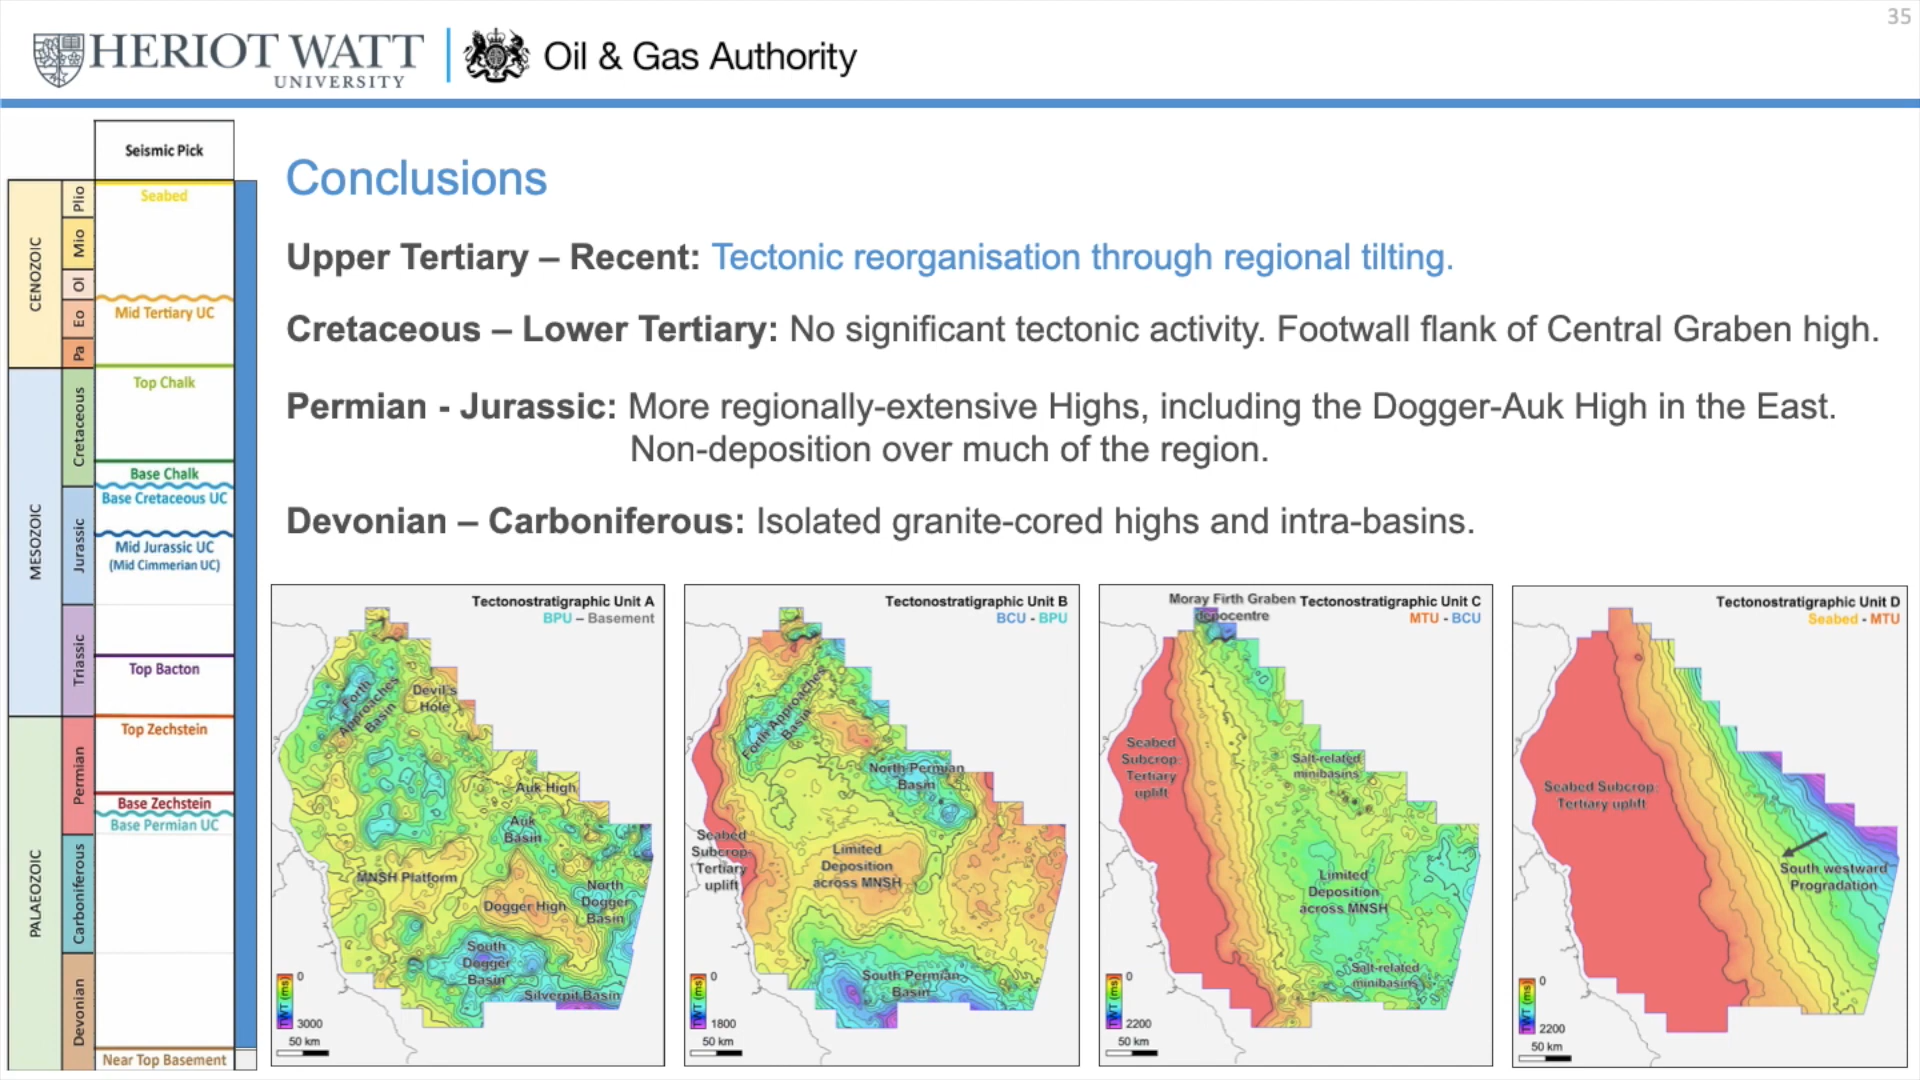 35
HERIOT WATT
UNIVERSITY
Oil & Gas Authority
Seismic Pick
CENOZOIC
MESOZOIC
PALAEOZOIC
Plio
Mio
Ol
Eo
Pa
Cretaceous
Jurassic
Triassic
Permian
Carboniferous
Devonian
Seabed
Mid Tertiary UC
Top Chalk
Base Chalk
Base Cretaceous UC
Mid Jurassic UC
(Mid Cimmerian UC)
Top Bacton
Top Zechstein
Base Zechstein
Base Permian UC
Near Top Basement
Conclusions
Upper Tertiary – Recent: Tectonic reorganisation through regional tilting.
Cretaceous – Lower Tertiary: No significant tectonic activity. Footwall flank of Central Graben high.
Permian - Jurassic: More regionally-extensive Highs, including the Dogger-Auk High in the East.
Non-deposition over much of the region.
Devonian – Carboniferous: Isolated granite-cored highs and intra-basins.
Tectonostratigraphic Unit A
BPU – Basement
Forth
Approaches
Basin
Devil's
Hole
Auk High
Auk
Basin
MNSH Platform
Dogger High
North
Dogger
Basin
South
Dogger
Basin
Silverpit Basin
TWT (ms)
0
3000
50 km
Tectonostratigraphic Unit B
BCU - BPU
Forth Approaches
Basin
North Permian
Basin
Seabed
Subcrop-
Tertiary
uplift
Limited
Deposition
across MNSH
South Permian
Basin
TWT (ms)
0
1800
50 km
Moray Firth Graben
depocentre
Tectonostratigraphic Unit C
MTU - BCU
Seabed
Subcrop-
Tertiary
uplift
Salt-related
minibasins
Limited
Deposition
across MNSH
Salt-related
minibasins
TWT (ms)
0
2200
50 km
Tectonostratigraphic Unit D
Seabed - MTU
Seabed Subcrop-
Tertiary uplift
South westward
Progradation
TWT (ms)
0
2200
50 km